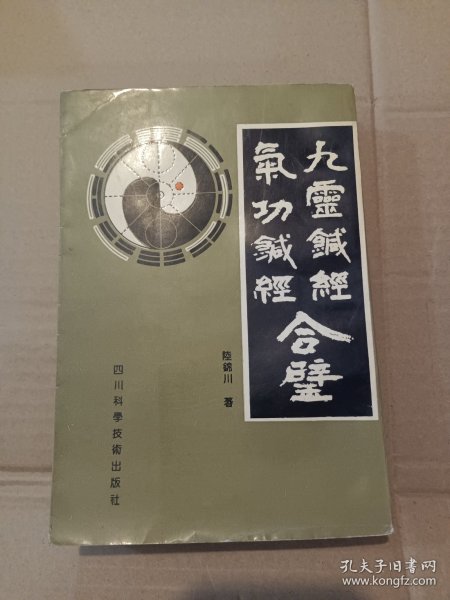 九靈鍼經
氣功鍼經
合璧
陸錦川 著
四川科學技術出版社
孔夫子旧书网
www.kongfz.com